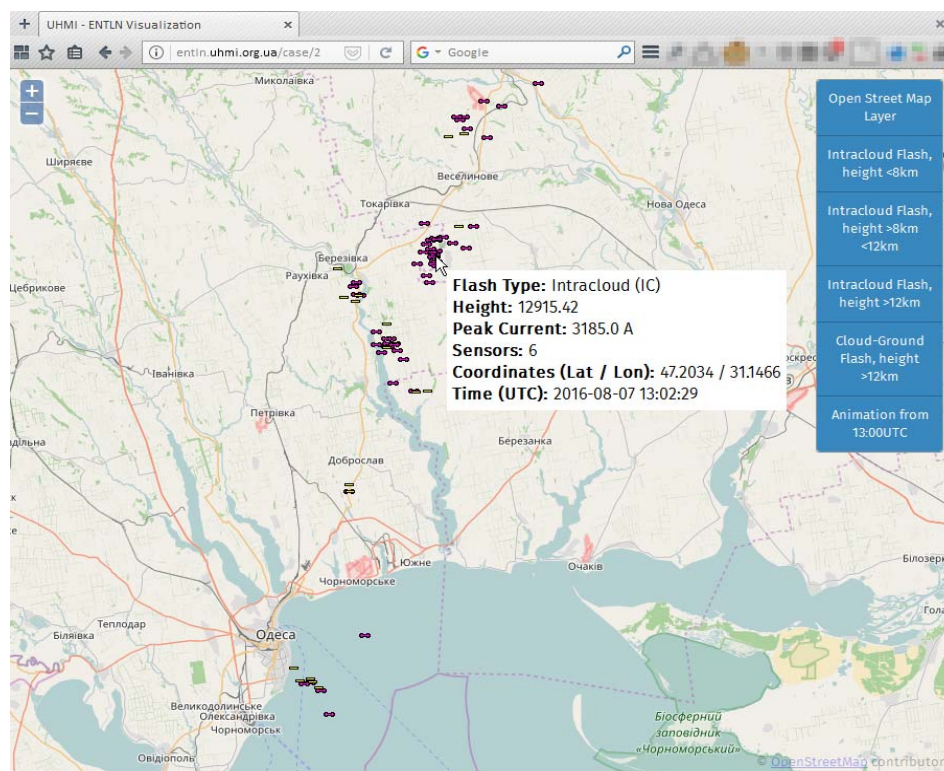 UHMI - ENTLN Visualization
entln.uhmi.org.ua/case/2
Google
Миколаївка
Ширяєве
Веселинове
Токарівка
Нова Одеса
Березівка
Раухівка
Цебрикове
Іванівка
Петрівка
Березанка
Доброслав
Южне
Очаків
Чорноморське
Теплодар
Біляївка
Одеса
Великодолинське
Олександрівка
Чорноморськ
Овідіополь
Біосферний
заповідник
«Чорноморський»
Flash Type: Intracloud (IC)
Height: 12915.42
Peak Current: 3185.0 A
Sensors: 6
Coordinates (Lat / Lon): 47.2034 / 31.1466
Time (UTC): 2016-08-07 13:02:29
Open Street Map
Layer
Intracloud Flash,
height <8km
Intracloud Flash,
height >8km
<12km
Intracloud Flash,
height >12km
Cloud-Ground
Flash, height
>12km
Animation from
13:00UTC
© OpenStreetMap contributor